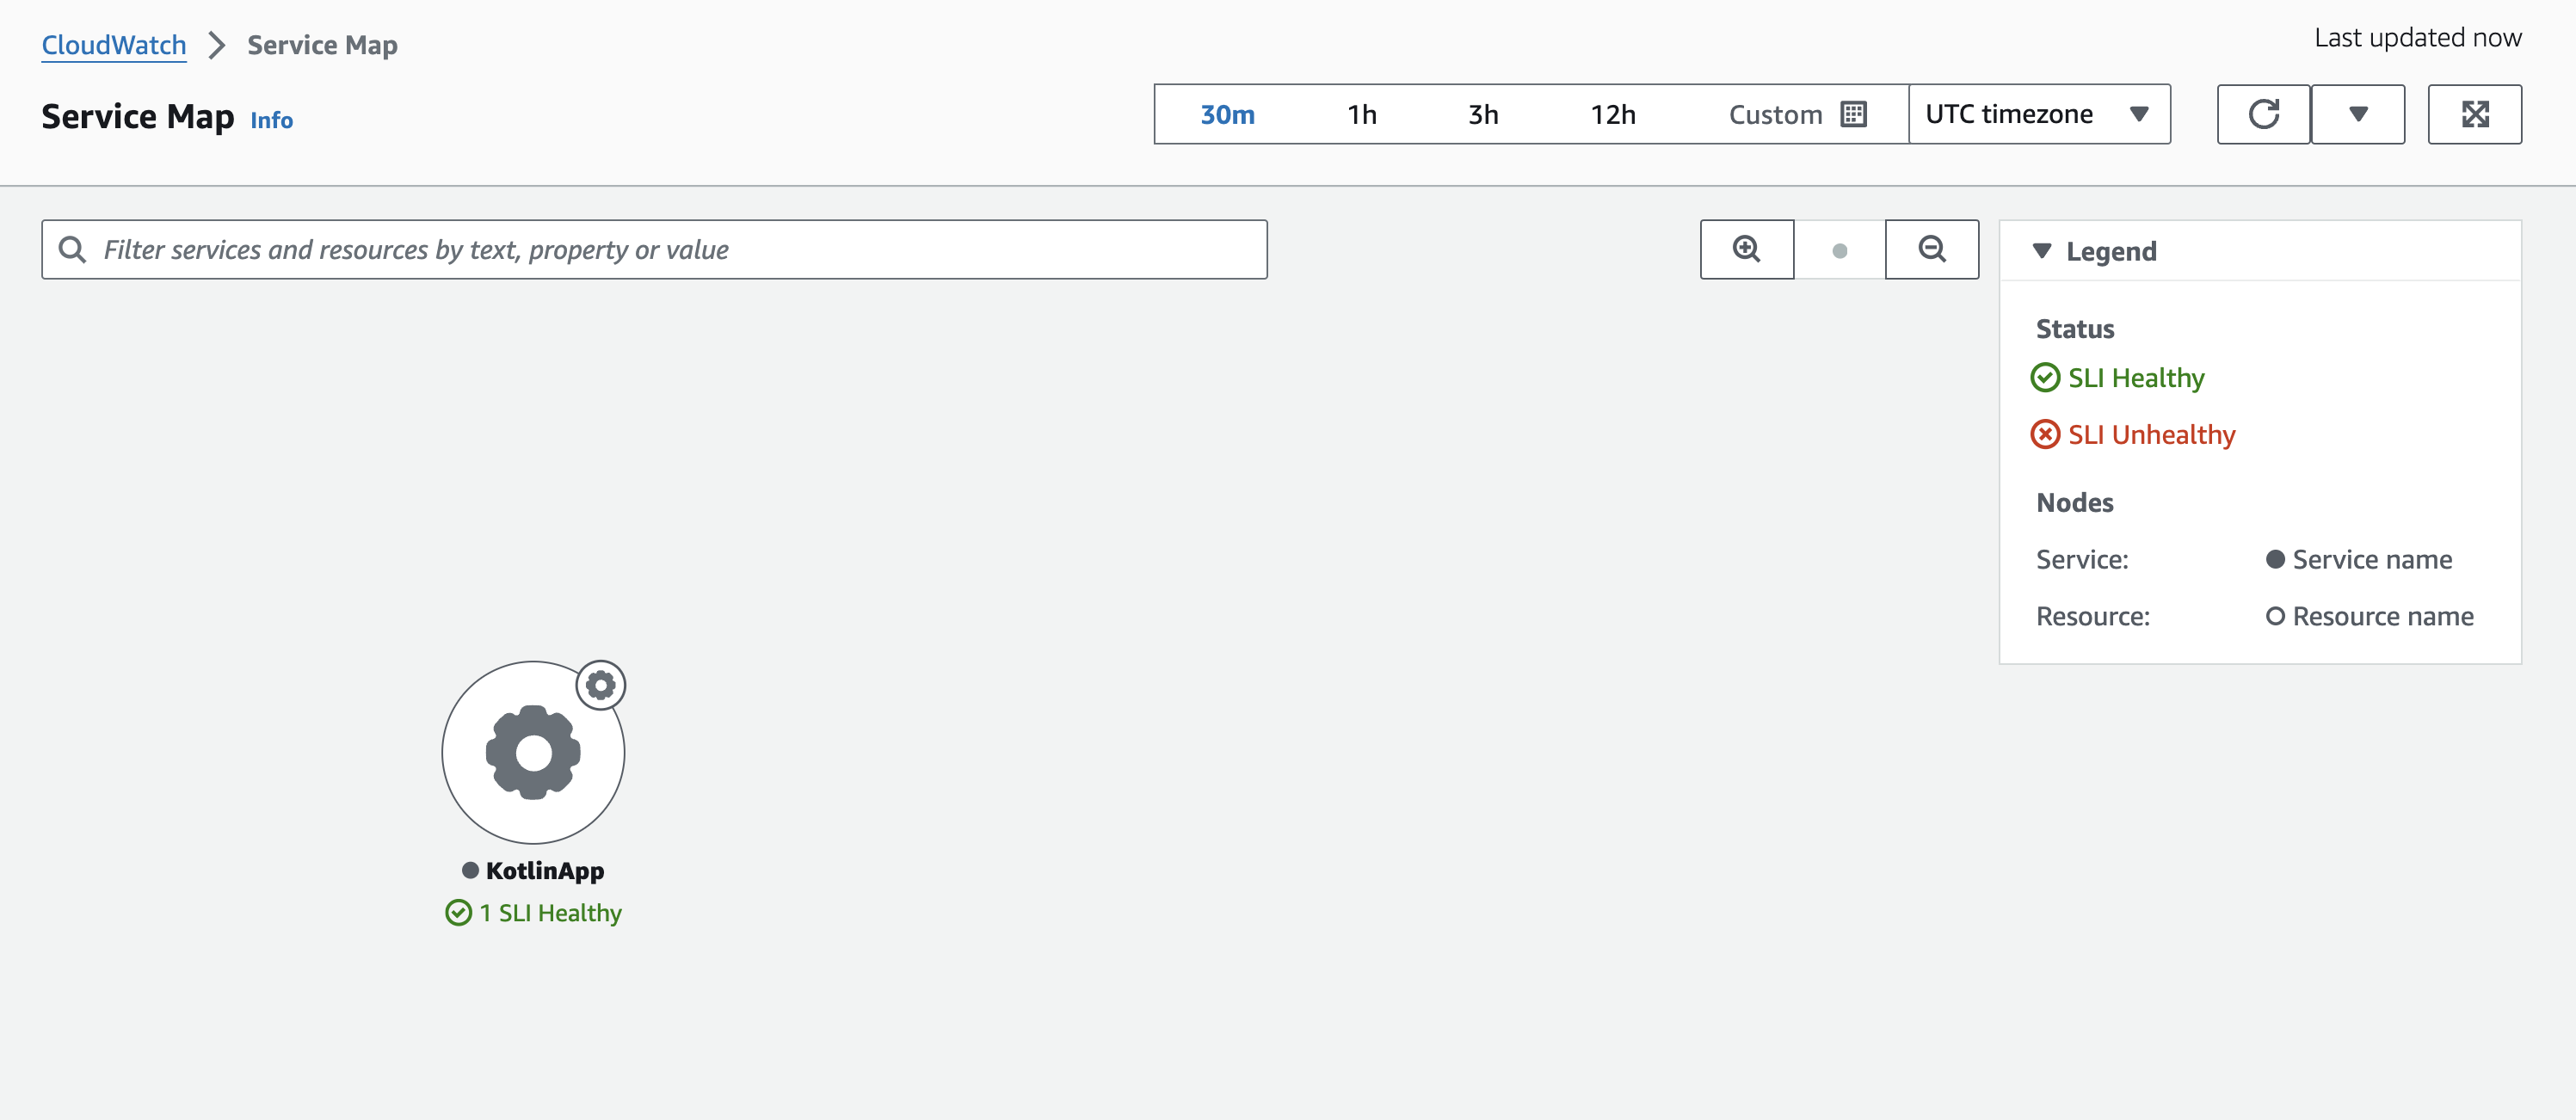 CloudWatch > Service Map
Last updated now
Service Map Info
30m 1h 3h 12h Custom UTC timezone
Filter services and resources by text, property or value
Legend
Status
SLI Healthy
SLI Unhealthy
Nodes
Service: Service name
Resource: Resource name
KotlinApp
1 SLI Healthy